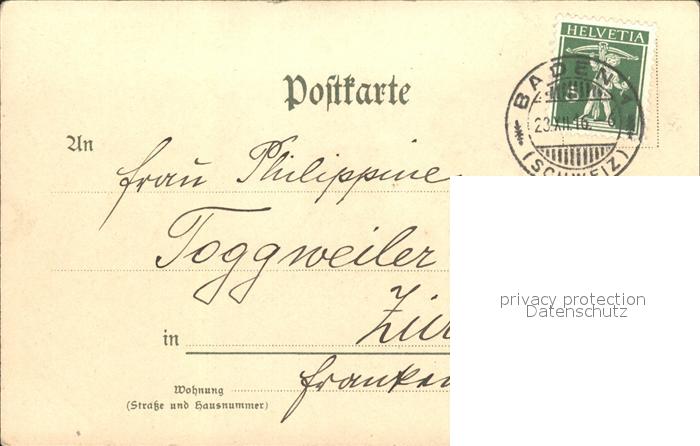 HELVETIA
BADEN 1
23.XII.16
(SCHWEIZ)
Postkarte
An
Frau Philippine
Toggweiler
in
Wohnung
(Straße und Hausnummer)
privacy protection
Datenschutz